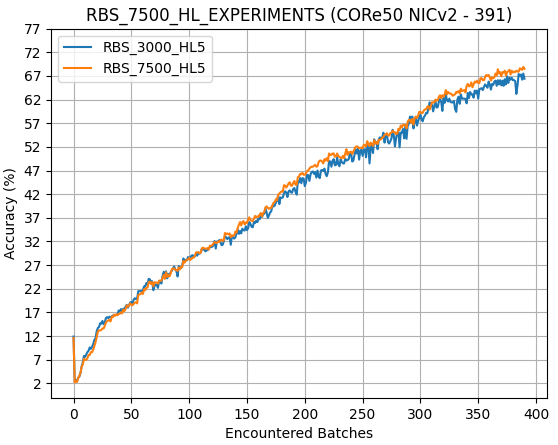 RBS_7500_HL_EXPERIMENTS (CORe50 NICv2 - 391)
RBS_3000_HL5
RBS_7500_HL5
Accuracy (%)
77
72
67
62
57
52
47
42
37
32
27
22
17
12
7
2
0 50 100 150 200 250 300 350 400
Encountered Batches